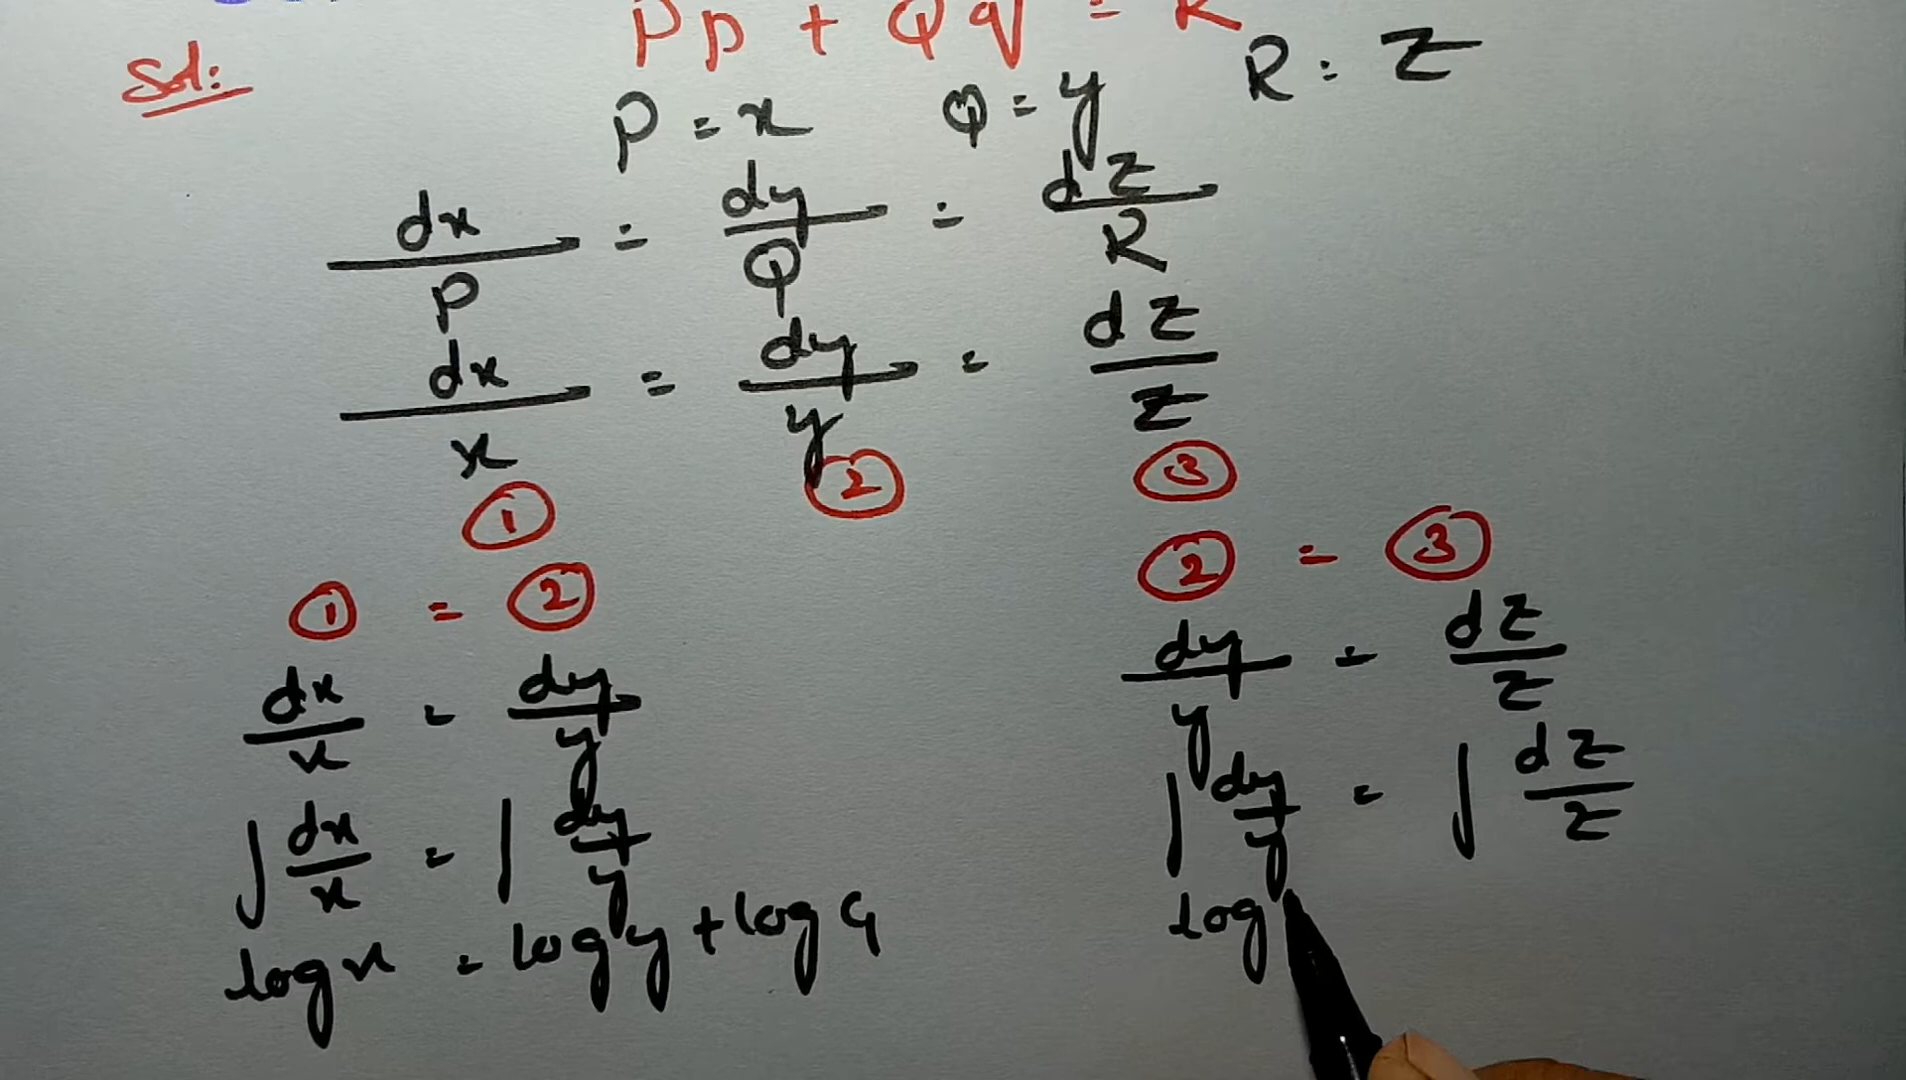 Pp + Qq = R
Sol:
P = x Q = y R = z
dx/P = dy/Q = dz/R
dx/x = dy/y = dz/z
① ② ③
① = ② ② = ③
dx/x = dy/y dy/y = dz/z
∫ dx/x = ∫ dy/y ∫ dy/y = ∫ dz/z
log x = log y + log C₁ log